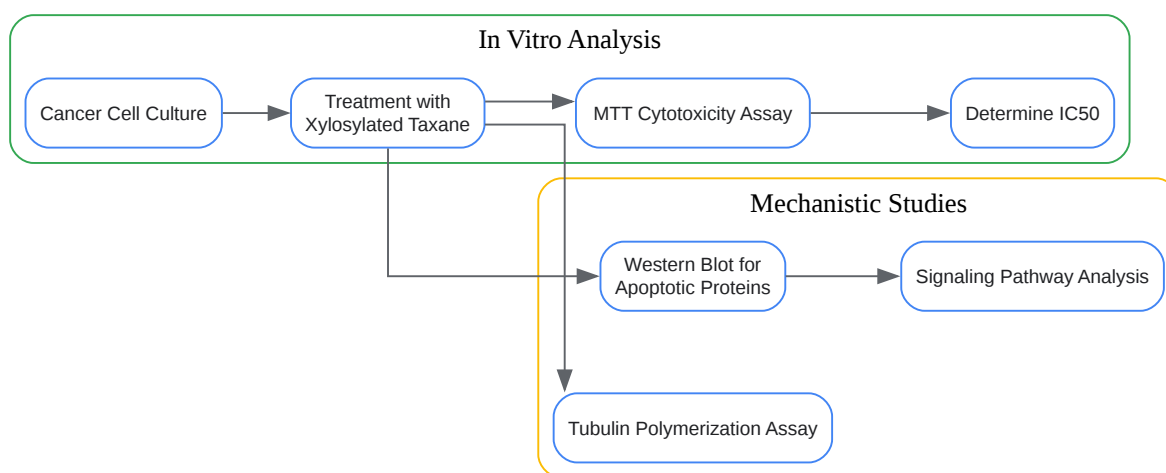 In Vitro Analysis
Cancer Cell Culture
Treatment with
Xylosylated Taxane
MTT Cytotoxicity Assay
Determine IC50
Mechanistic Studies
Western Blot for
Apoptotic Proteins
Signaling Pathway Analysis
Tubulin Polymerization Assay